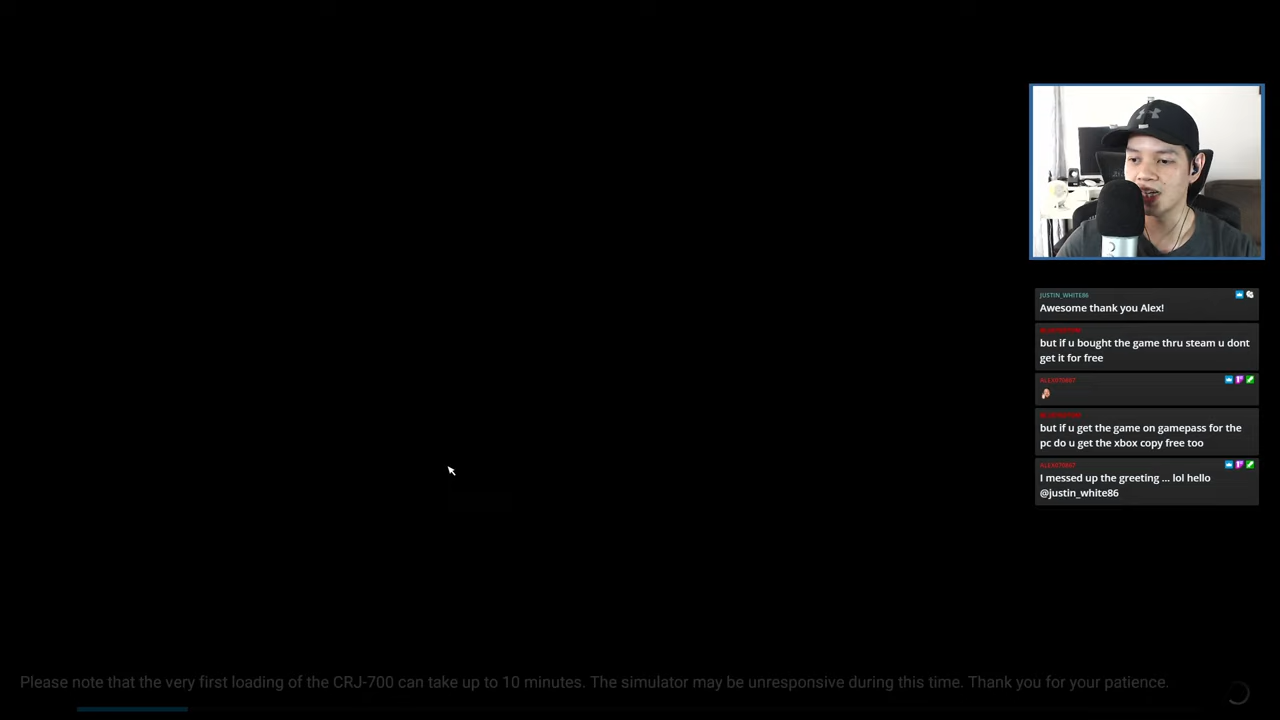 JUSTIN_WHITE86
Awesome thank you Alex!
but if u bought the game thru steam u dont
get it for free
ALEX070887
but if u get the game on gamepass for the
pc do u get the xbox copy free too
I messed up the greeting ... lol hello
@justin_white86
Please note that the very first loading of the CRJ-700 can take up to 10 minutes. The simulator may be unresponsive during this time. Thank you for your patience.